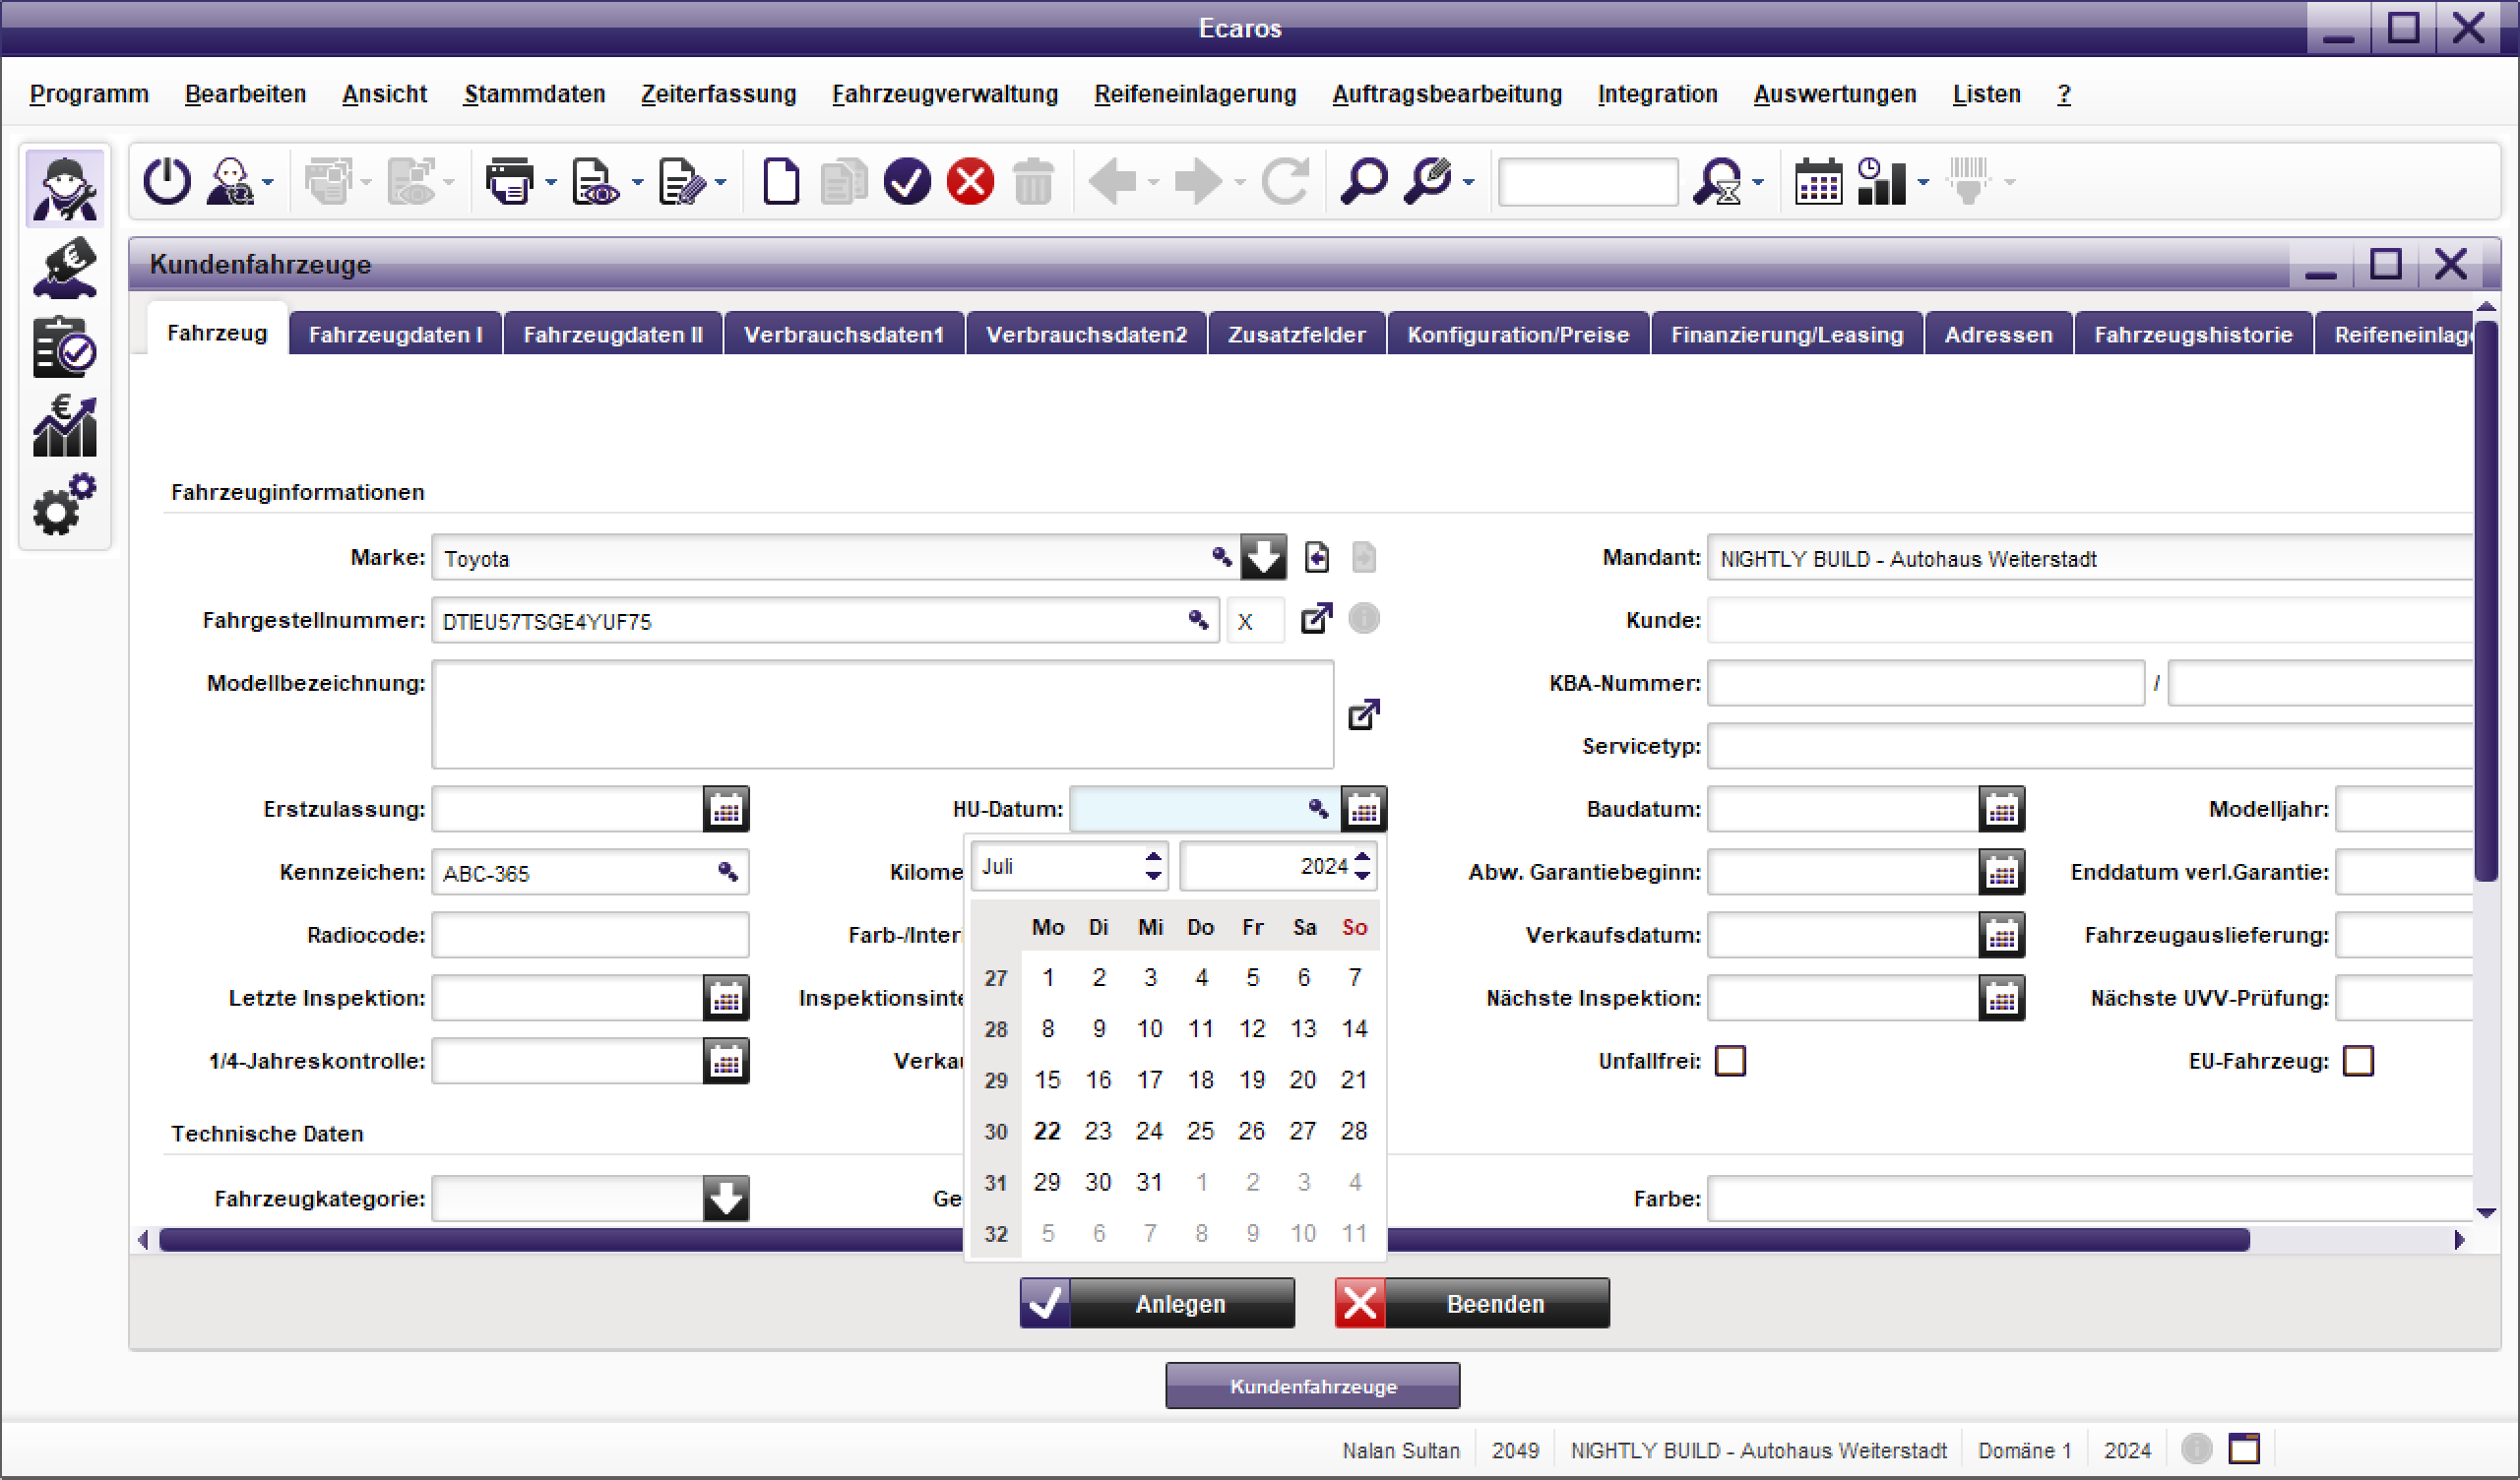 Ecaros
Programm Bearbeiten Ansicht Stammdaten Zeiterfassung Fahrzeugverwaltung Reifeneinlagerung Auftragsbearbeitung Integration Auswertungen Listen ?
Kundenfahrzeuge
Fahrzeug Fahrzeugdaten I Fahrzeugdaten II Verbrauchsdaten1 Verbrauchsdaten2 Zusatzfelder Konfiguration/Preise Finanzierung/Leasing Adressen Fahrzeugshistorie Reifeneinlag
Fahrzeuginformationen
Marke: Toyota Mandant: NIGHTLY BUILD - Autohaus Weiterstadt
Fahrgestellnummer: DTIEU57TSGE4YUF75 X Kunde:
Modellbezeichnung: KBA-Nummer: /
Servicetyp:
Erstzulassung: HU-Datum: Baudatum: Modelljahr:
Kennzeichen: ABC-365 Kilome Juli 2024 Abw. Garantiebeginn: Enddatum verl.Garantie:
Radiocode: Farb-/Interi Mo Di Mi Do Fr Sa So Verkaufsdatum: Fahrzeugauslieferung:
27 1 2 3 4 5 6 7
Letzte Inspektion: Inspektionsinte Nächste Inspektion: Nächste UVV-Prüfung:
28 8 9 10 11 12 13 14
1/4-Jahreskontrolle: Verkau Unfallfrei: EU-Fahrzeug:
29 15 16 17 18 19 20 21
Technische Daten
30 22 23 24 25 26 27 28
31 29 30 31 1 2 3 4
Fahrzeugkategorie: Ge Farbe:
32 5 6 7 8 9 10 11
Anlegen Beenden
Kundenfahrzeuge
Nalan Sultan 2049 NIGHTLY BUILD - Autohaus Weiterstadt Domäne 1 2024